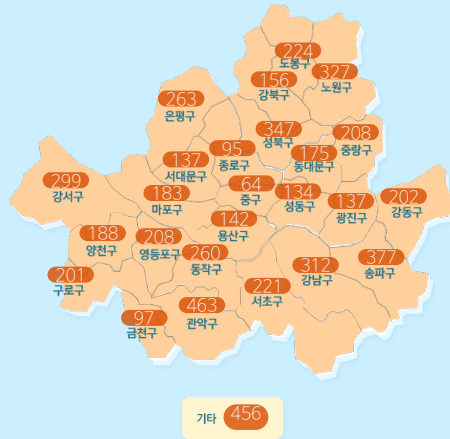 224
도봉구
327
노원구
156
강북구
263
은평구
347
성북구
208
중랑구
95
종로구
175
동대문구
137
서대문구
299
강서구
183
마포구
64
중구
134
성동구
137
광진구
202
강동구
142
용산구
188
양천구
208
영등포구
260
동작구
201
구로구
312
강남구
377
송파구
221
서초구
463
관악구
97
금천구
기타 456